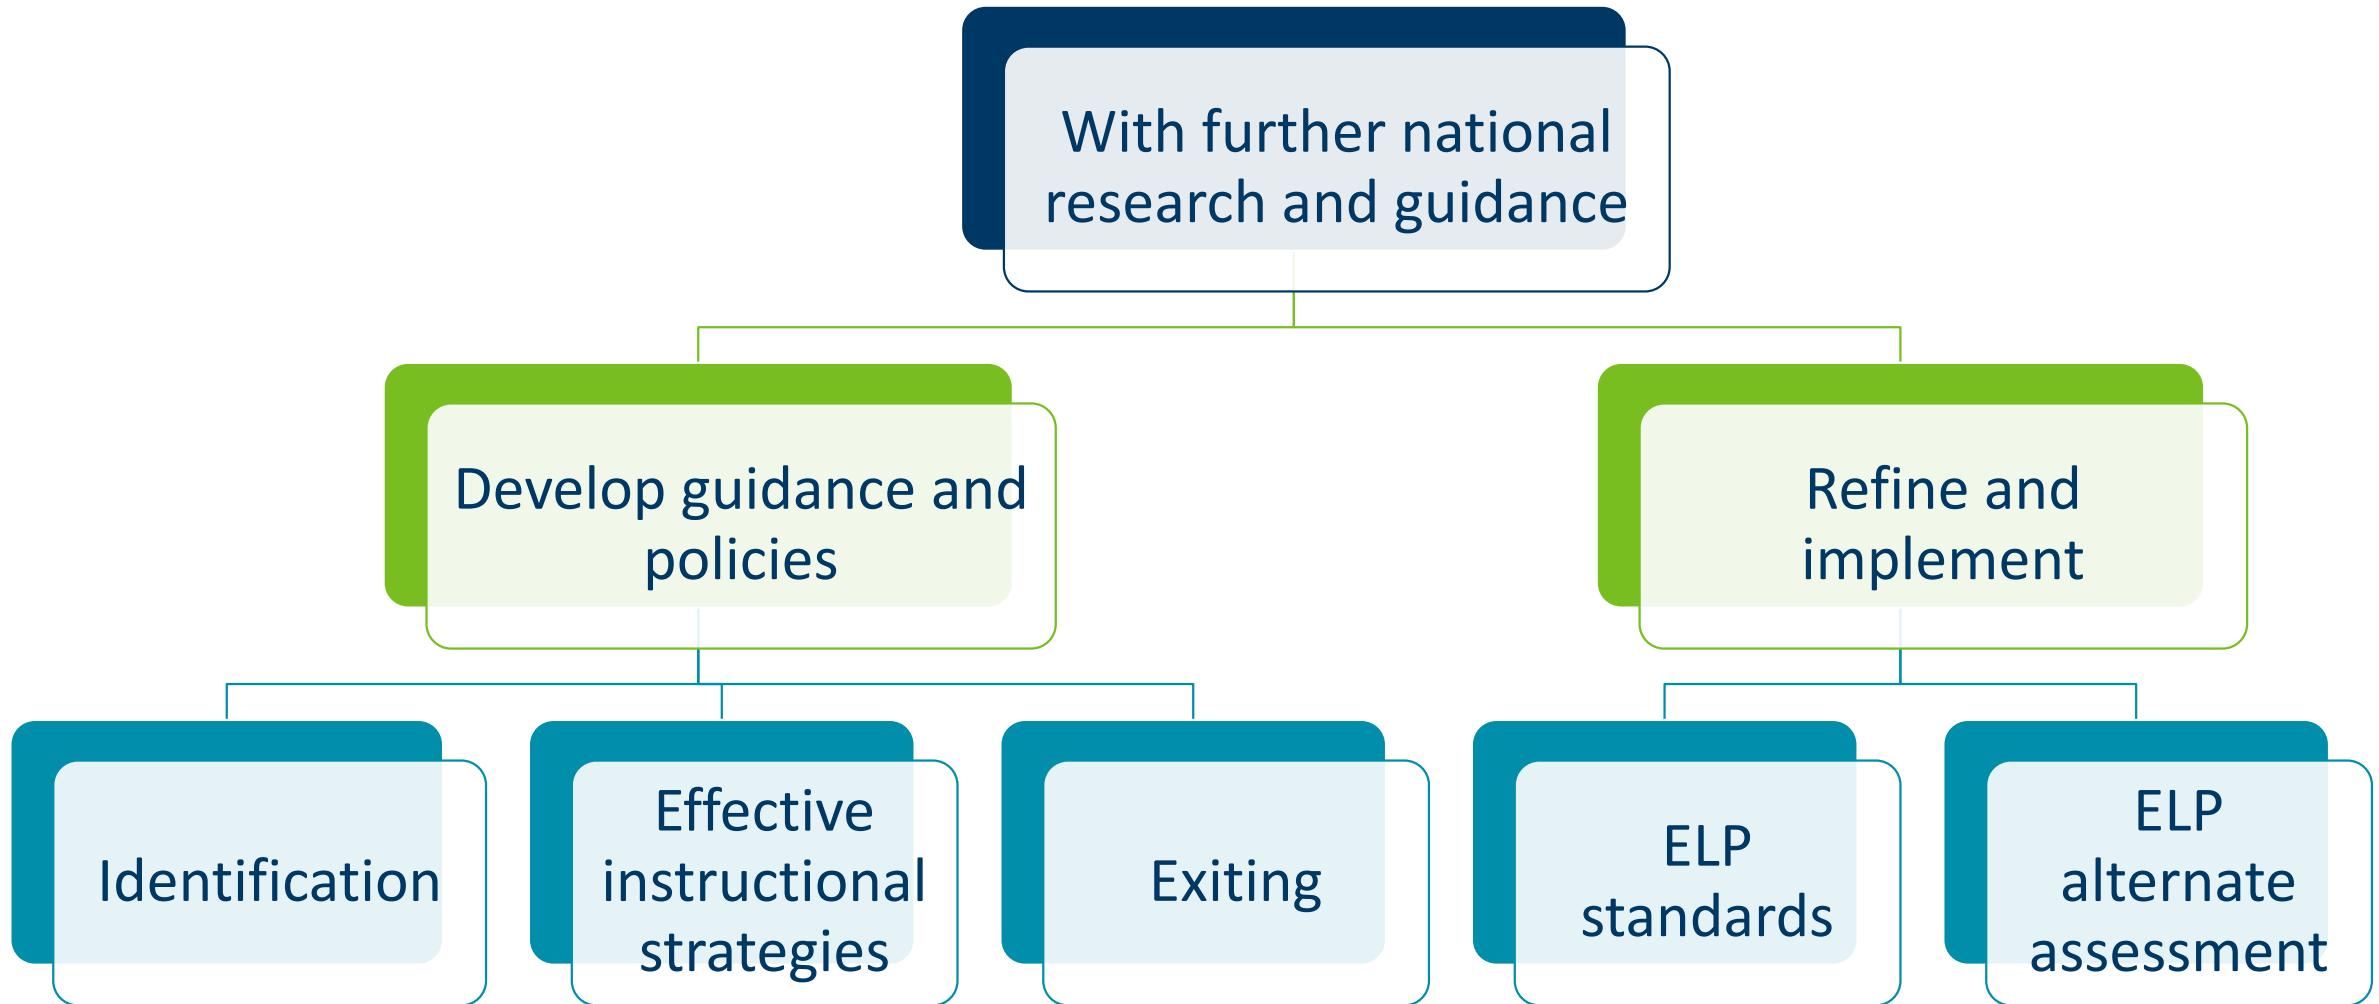 With further national
research and guidance
Develop guidance and
policies
Refine and
implement
Identification
Effective
instructional
strategies
Exiting
ELP
standards
ELP
alternate
assessment